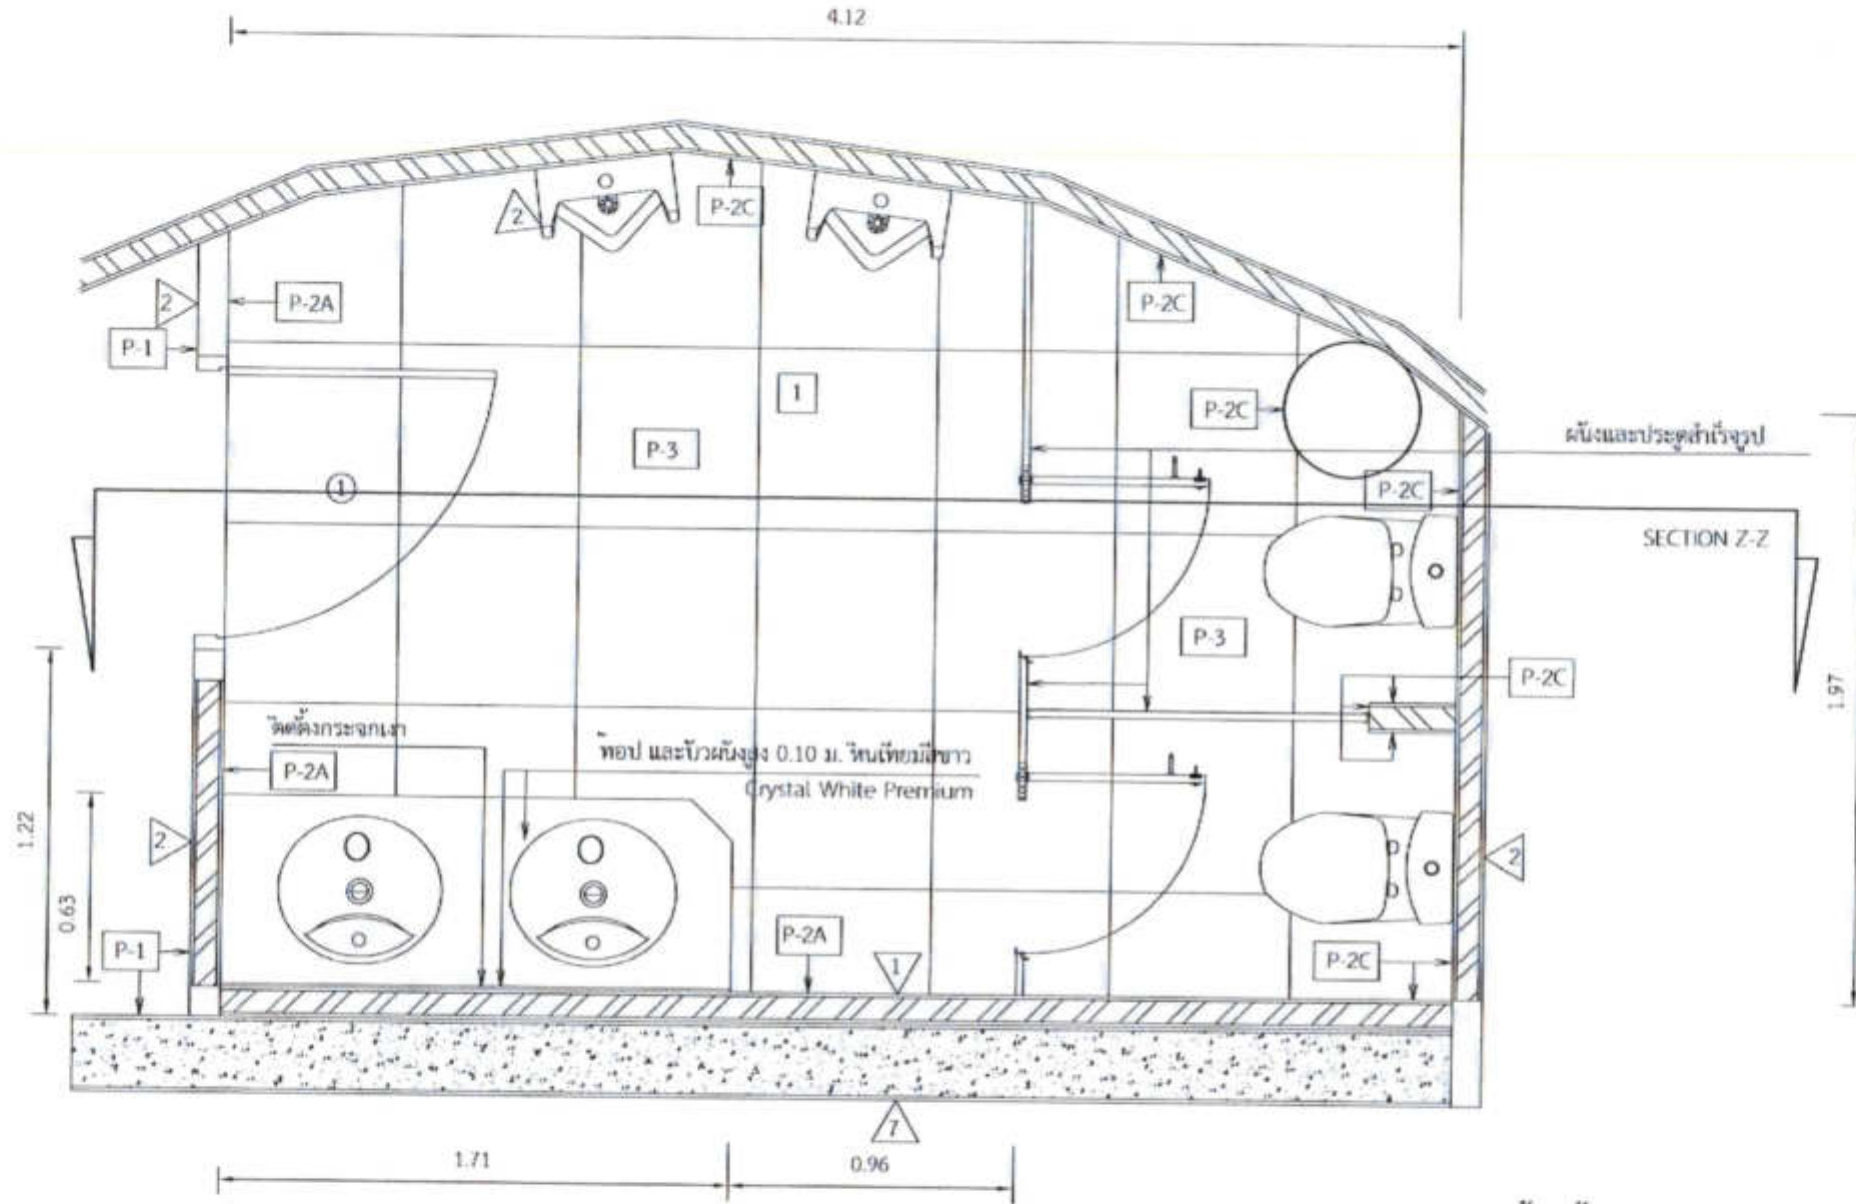 4.12
2
P-2C
2
P-2A
P-2C
P-1
1
P-2C
P-3
ผนังและประตูสำเร็จรูป
1
P-2C
SECTION Z-Z
P-3
P-2C
1.97
ติดตั้งกระจกเงา
ท็อป และบัวผนังสูง 0.10 ม. หินเทียมสีขาว
P-2A
Crystal White Premium
1.22
2
2
0.63
P-1
P-2A
1
P-2C
7
1.71
0.96